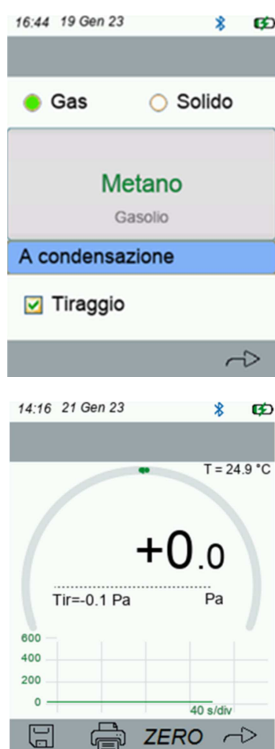 16:44 19 Gen 23
Gas Solido
Metano
Gasolio
A condensazione
Tiraggio
14:16 21 Gen 23
T = 24.9 °C
+0.0
Tir=-0.1 Pa Pa
600
400
200
0
40 s/div
ZERO